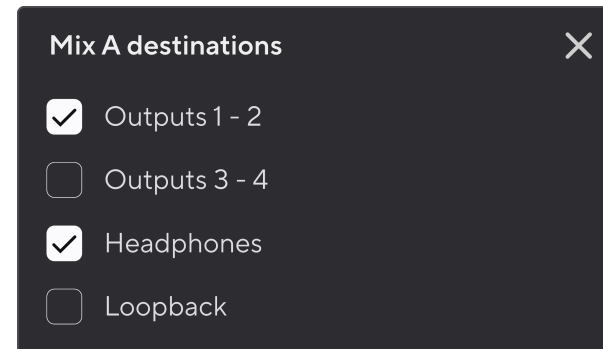 Mix A destinations
Outputs 1 - 2
Outputs 3 - 4
Headphones
Loopback